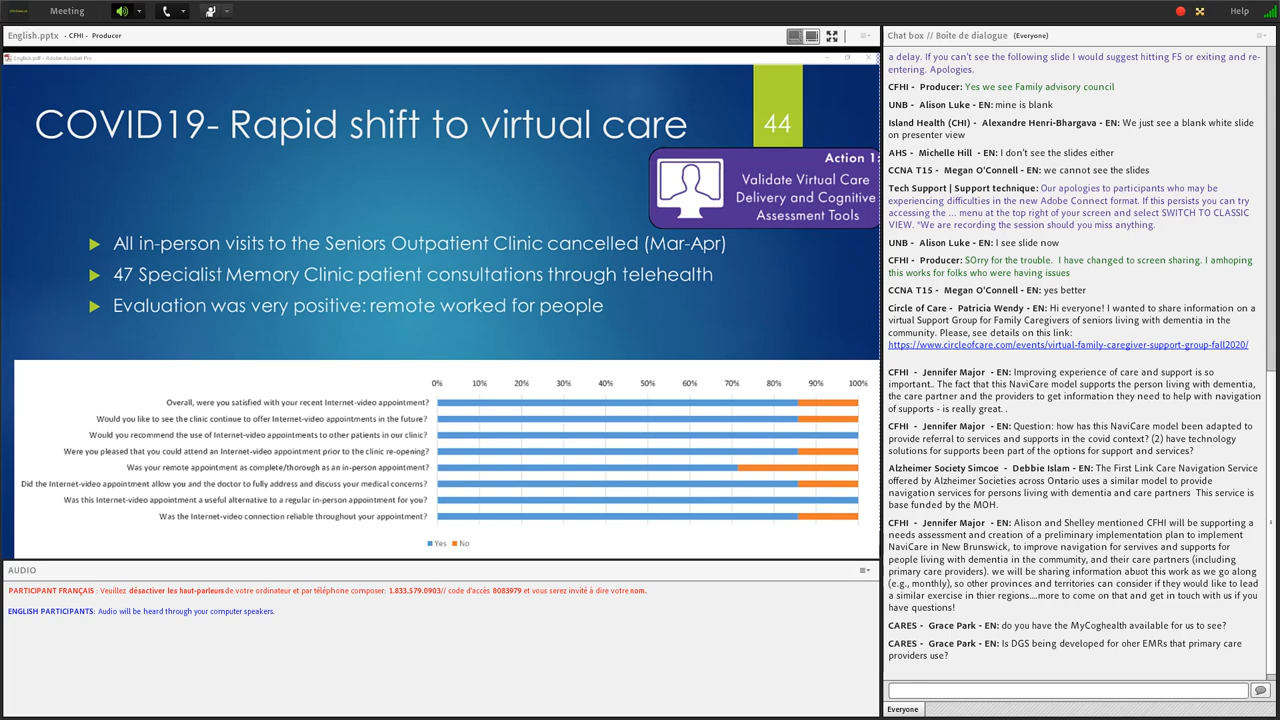 Meeting
Help
English.pptx - CFHI - Producer
English.pdf - Adobe Acrobat Pro
COVID19- Rapid shift to virtual care
44
Action 1:
Validate Virtual Care
Delivery and Cognitive
Assessment Tools
All in-person visits to the Seniors Outpatient Clinic cancelled (Mar-Apr)
47 Specialist Memory Clinic patient consultations through telehealth
Evaluation was very positive: remote worked for people
0% 10% 20% 30% 40% 50% 60% 70% 80% 90% 100%
Overall, were you satisfied with your recent Internet-video appointment?
Would you like to see the clinic continue to offer Internet-video appointments in the future?
Would you recommend the use of Internet-video appointments to other patients in our clinic?
Were you pleased that you could attend an Internet-video appointment prior to the clinic re-opening?
Was your remote appointment as complete/thorough as an in-person appointment?
Did the Internet-video appointment allow you and the doctor to fully address and discuss your medical concerns?
Was this Internet-video appointment a useful alternative to a regular in-person appointment for you?
Was the Internet-video connection reliable throughout your appointment?
Yes No
AUDIO
PARTICIPANT FRANÇAIS : Veuillez désactiver les haut-parleurs de votre ordinateur et par téléphone composer: 1.833.579.0903// code d'accès 8083979 et vous serez invité à dire votre nom.
ENGLISH PARTICIPANTS: Audio will be heard through your computer speakers.
Chat box // Boîte de dialogue (Everyone)
a delay. If you can't see the following slide I would suggest hitting F5 or exiting and re-
entering. Apologies.
CFHI - Producer: Yes we see Family advisory council
UNB - Alison Luke - EN: mine is blank
Island Health (CHI) - Alexandre Henri-Bhargava - EN: We just see a blank white slide
on presenter view
AHS - Michelle Hill - EN: I don't see the slides either
CCNA T15 - Megan O'Connell - EN: we cannot see the slides
Tech Support | Support technique: Our apologies to participants who may be
experiencing difficulties in the new Adobe Connect format. If this persists you can try
accessing the ... menu at the top right of your screen and select SWITCH TO CLASSIC
VIEW. *We are recording the session should you miss anything.
UNB - Alison Luke - EN: I see slide now
CFHI - Producer: SOrry for the trouble. I have changed to screen sharing. I amhoping
this works for folks who were having issues
CCNA T15 - Megan O'Connell - EN: yes better
Circle of Care - Patricia Wendy - EN: Hi everyone! I wanted to share information on a
virtual Support Group for Family Caregivers of seniors living with dementia in the
community. Please, see details on this link:
https://www.circleofcare.com/events/virtual-family-caregiver-support-group-fall2020/
CFHI - Jennifer Major - EN: Improving experience of care and support is so
important.. The fact that this NaviCare model supports the person living with dementia,
the care partner and the providers to get information they need to help with navigation
of supports - is really great. .
CFHI - Jennifer Major - EN: Question: how has this NaviCare model been adapted to
provide referral to services and supports in the covid context? (2) have technology
solutions for supports been part of the options for support and services?
Alzheimer Society Simcoe - Debbie Islam - EN: The First Link Care Navigation Service
offered by Alzheimer Societies across Ontario uses a similar model to provide
navigation services for persons living with dementia and care partners This service is
base funded by the MOH.
CFHI - Jennifer Major - EN: Alison and Shelley mentioned CFHI will be supporting a
needs assessment and creation of a preliminary implementation plan to implement
NaviCare in New Brunswick, to improve navigation for services and supports for
people living with dementia in the community, and their care partners (including
primary care providers). we will be sharing information about this work as we go along
(e.g., monthly), so other provinces and territories can consider if they would like to lead
a similar exercise in thier regions....more to come on that and get in touch with us if you
have questions!
CARES - Grace Park - EN: do you have the MyCoghealth available for us to see?
CARES - Grace Park - EN: Is DGS being developed for oher EMRs that primary care
providers use?
Everyone